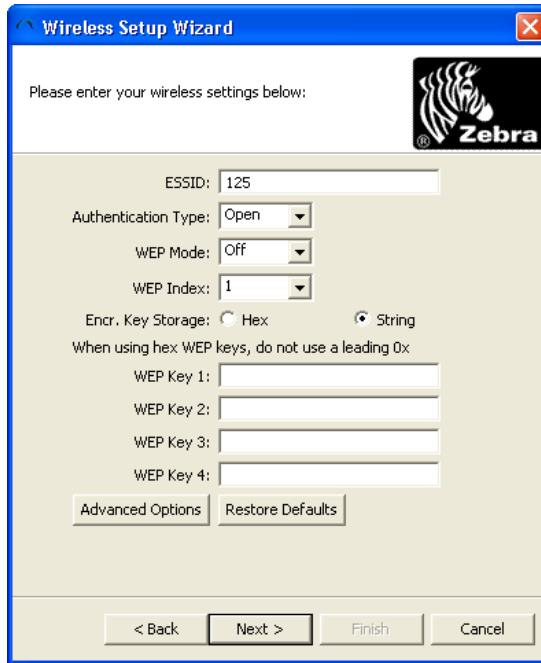 Wireless Setup Wizard
Please enter your wireless settings below:
® Zebra
ESSID: 125
Authentication Type: Open
WEP Mode: Off
WEP Index: 1
Encr. Key Storage: Hex String
When using hex WEP keys, do not use a leading 0x
WEP Key 1:
WEP Key 2:
WEP Key 3:
WEP Key 4:
Advanced Options Restore Defaults
< Back Next > Finish Cancel